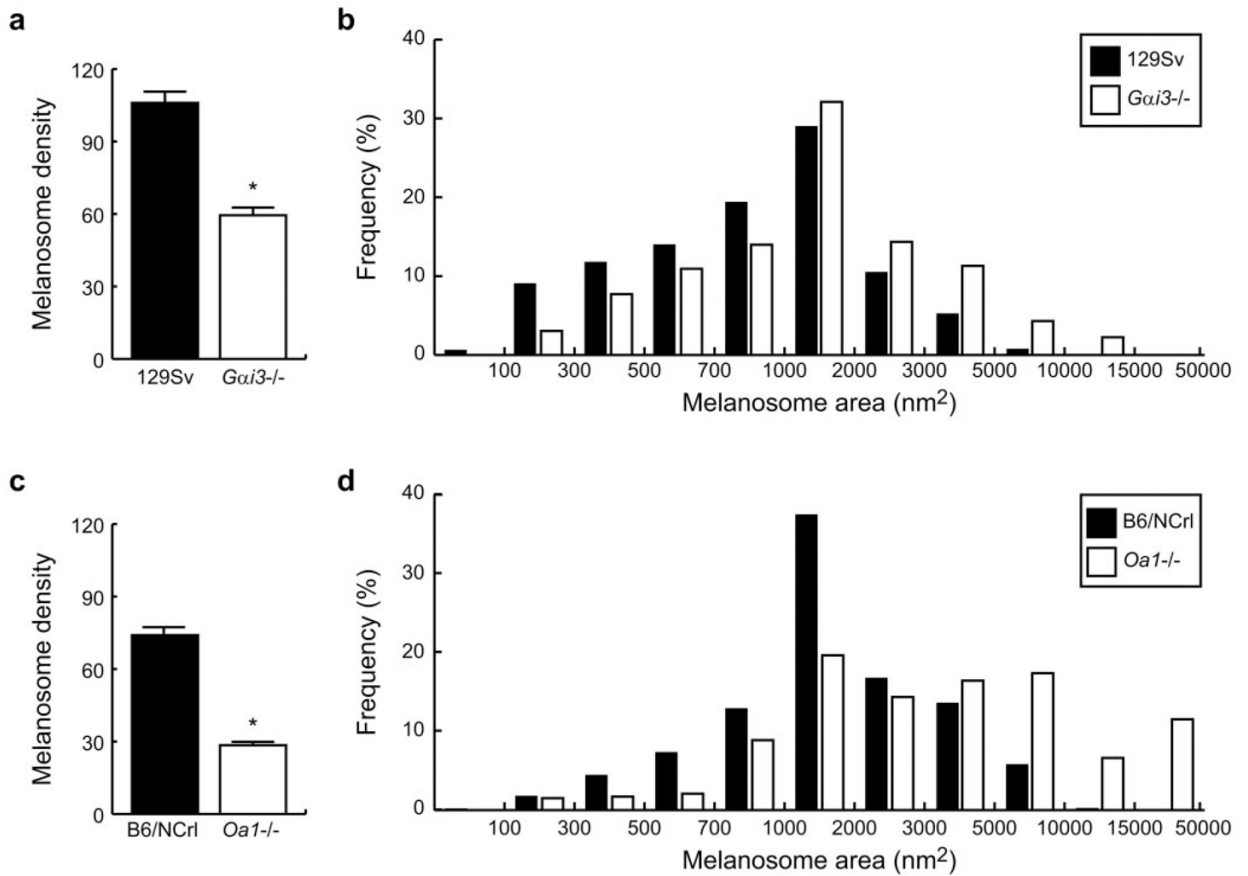 a
Melanosome density
120
90
60
30
0
*
129Sv
Gαi3-/-
b
Frequency (%)
40
30
20
10
0
100
300
500
700
1000
2000
3000
5000
10000
15000
50000
Melanosome area (nm²)
129Sv
Gαi3-/-
c
Melanosome density
120
90
60
30
0
*
B6/NCrl
Oa1-/-
d
Frequency (%)
40
30
20
10
0
100
300
500
700
1000
2000
3000
5000
10000
15000
50000
Melanosome area (nm²)
B6/NCrl
Oa1-/-